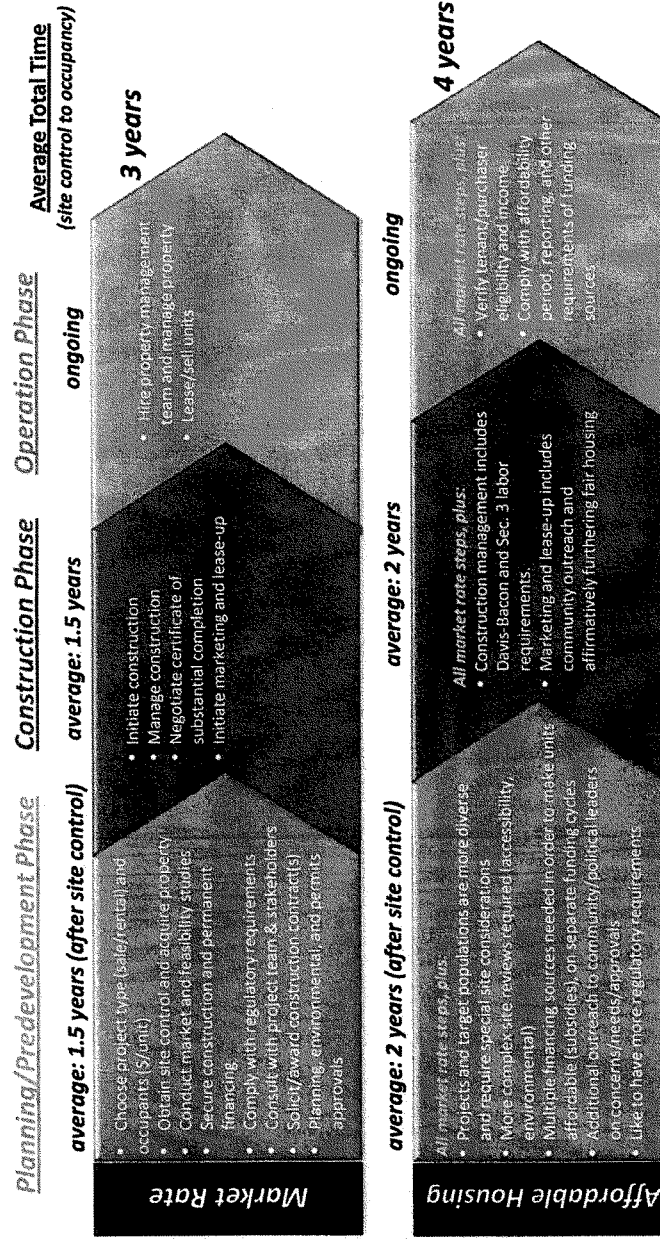 Planning/Predevelopment Phase
Construction Phase
Operation Phase
Average Total Time
(site control to occupancy)
Market Rate
average: 1.5 years (after site control)
• Choose project type (sale/rental) and
occupants ($/unit)
• Obtain site control and acquire property
• Conduct market and feasibility studies
• Secure construction and permanent
financing
• Comply with regulatory requirements
• Consult with project team & stakeholders
• Solicit/award construction contract(s)
• Planning, environmental, and permits
approvals
average: 1.5 years
• Initiate construction
• Manage construction
• Negotiate certificate of
substantial completion
• Initiate marketing and lease-up
ongoing
• Hire property management
team and manage property
• Lease/sell units
3 years
Affordable Housing
average: 2 years (after site control)
All market rate steps, plus:
• Projects and target populations are more diverse
and require special site considerations
• More complex site reviews required (accessibility,
environmental)
• Multiple financing sources needed in order to make units
affordable (subsidies), on separate funding cycles
• Additional outreach to community/political leaders
on concerns/needs/approvals
• Like to have more regulatory requirements
average: 2 years
All market rate steps, plus:
• Construction management includes
Davis-Bacon and Sec. 3 labor
requirements.
• Marketing and lease-up includes
community outreach and
affirmatively furthering fair housing
ongoing
All market rate steps, plus:
• Verify tenant/purchaser
eligibility and income
• Comply with affordability
period, reporting, and other
requirements of funding
sources
4 years